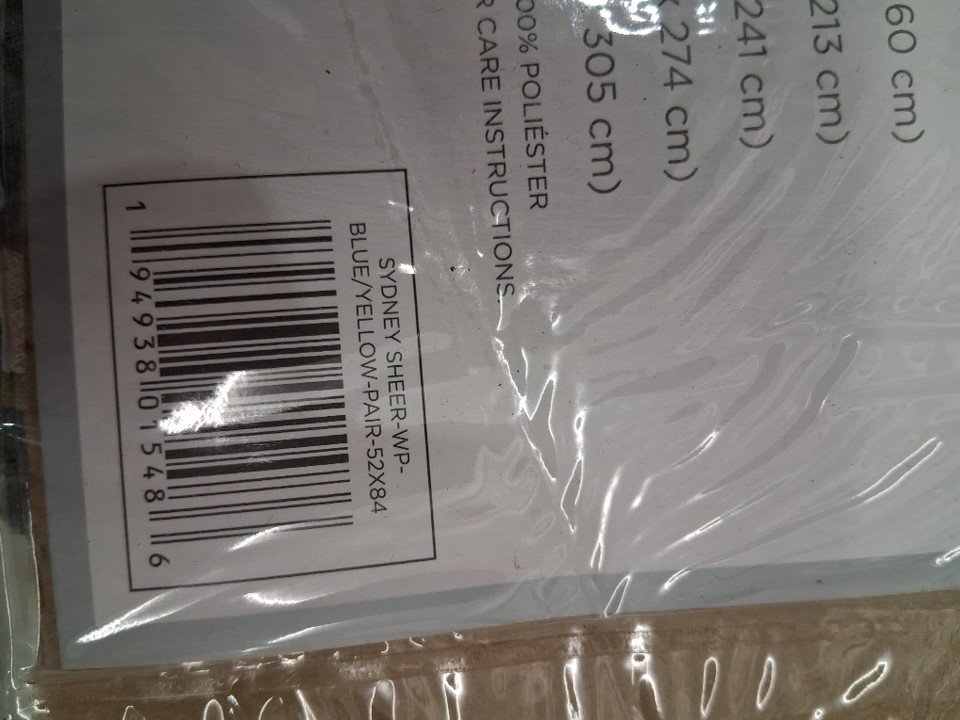 60 cm)
213 cm)
241 cm)
x 274 cm)
305 cm)
00% POLIÉSTER
R CARE INSTRUCTIONS.
SYDNEY SHEER-WP-
BLUE/YELLOW-PAIR-52X84
1 94938 01548 6